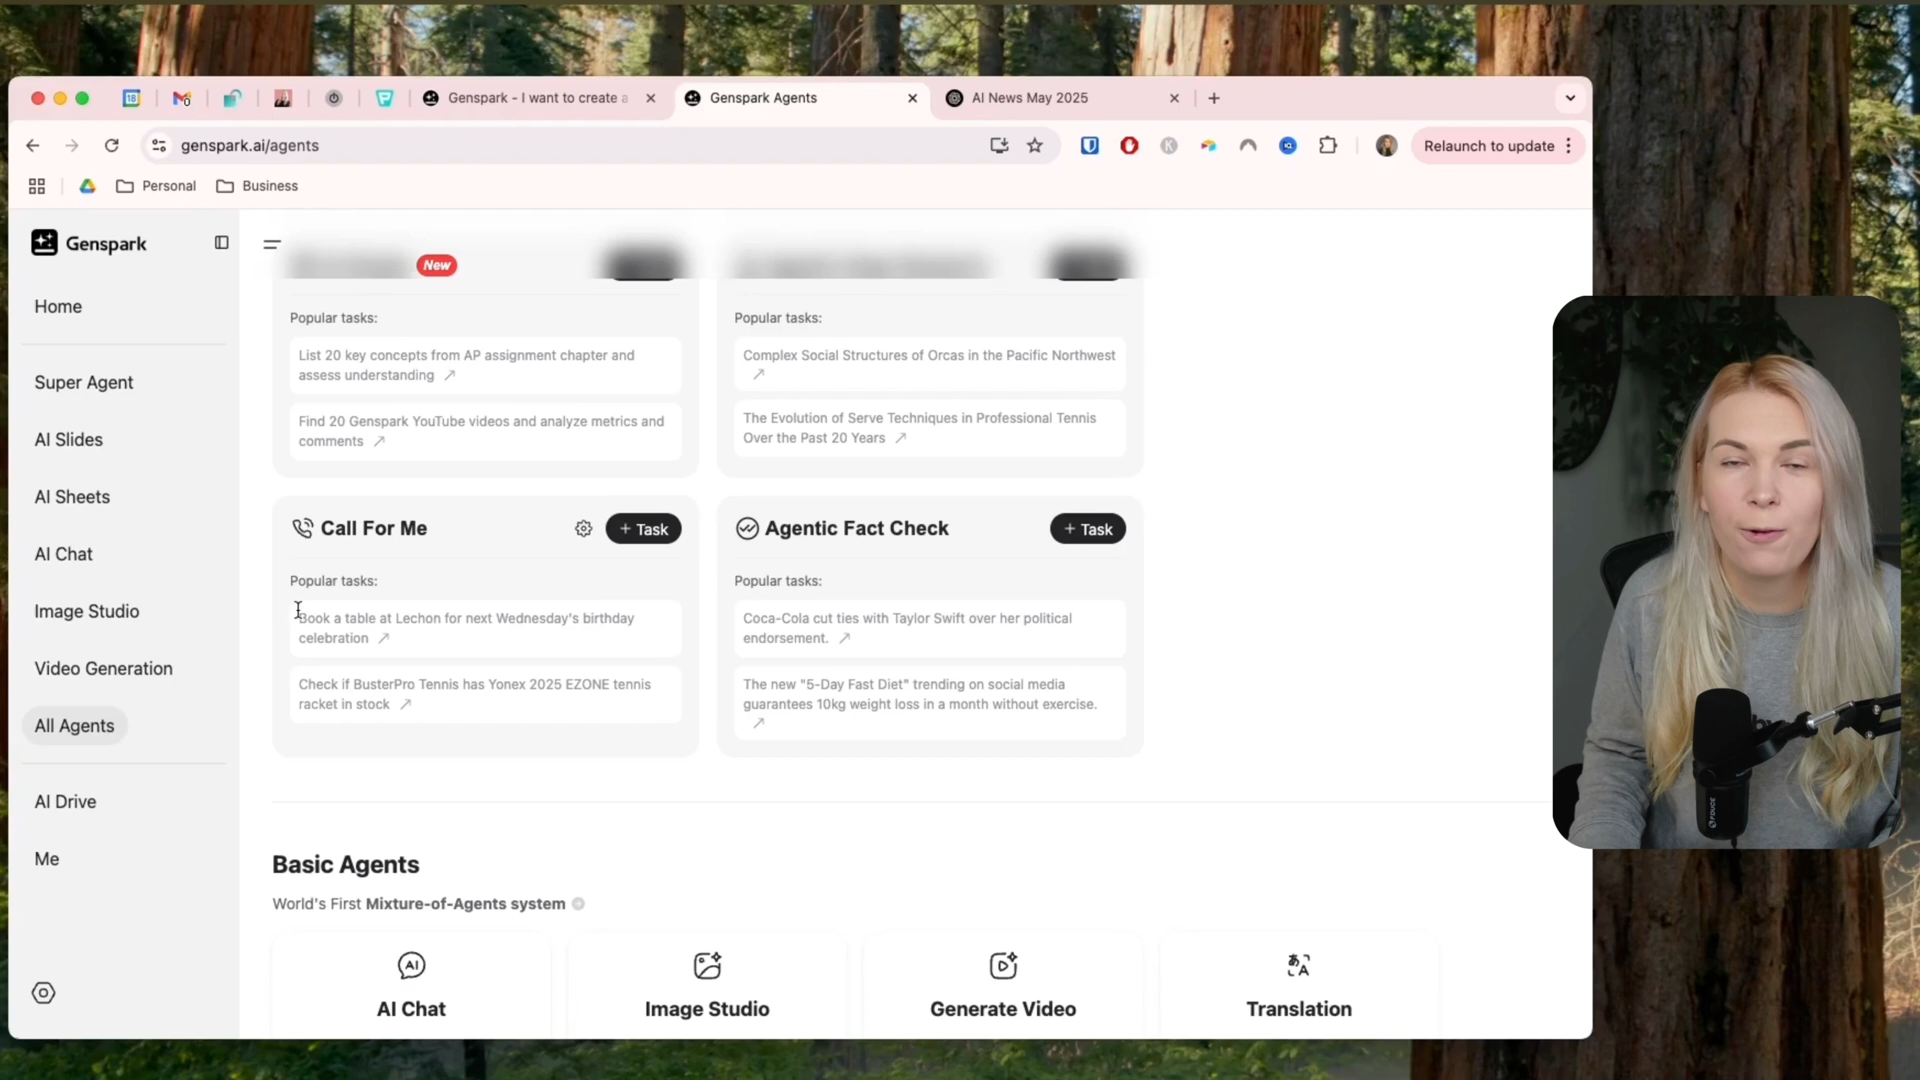 18
Genspark - I want to create a
Genspark Agents
AI News May 2025
genspark.ai/agents
Relaunch to update
Personal
Business
Genspark
Home
Super Agent
AI Slides
AI Sheets
AI Chat
Image Studio
Video Generation
All Agents
AI Drive
Me
New
Popular tasks:
List 20 key concepts from AP assignment chapter and
assess understanding
Find 20 Genspark YouTube videos and analyze metrics and
comments
Popular tasks:
Complex Social Structures of Orcas in the Pacific Northwest
The Evolution of Serve Techniques in Professional Tennis
Over the Past 20 Years
Call For Me
+ Task
Popular tasks:
Book a table at Lechon for next Wednesday's birthday
celebration
Check if BusterPro Tennis has Yonex 2025 EZONE tennis
racket in stock
Agentic Fact Check
+ Task
Popular tasks:
Coca-Cola cut ties with Taylor Swift over her political
endorsement.
The new "5-Day Fast Diet" trending on social media
guarantees 10kg weight loss in a month without exercise.
Basic Agents
World's First Mixture-of-Agents system
AI Chat
Image Studio
Generate Video
Translation